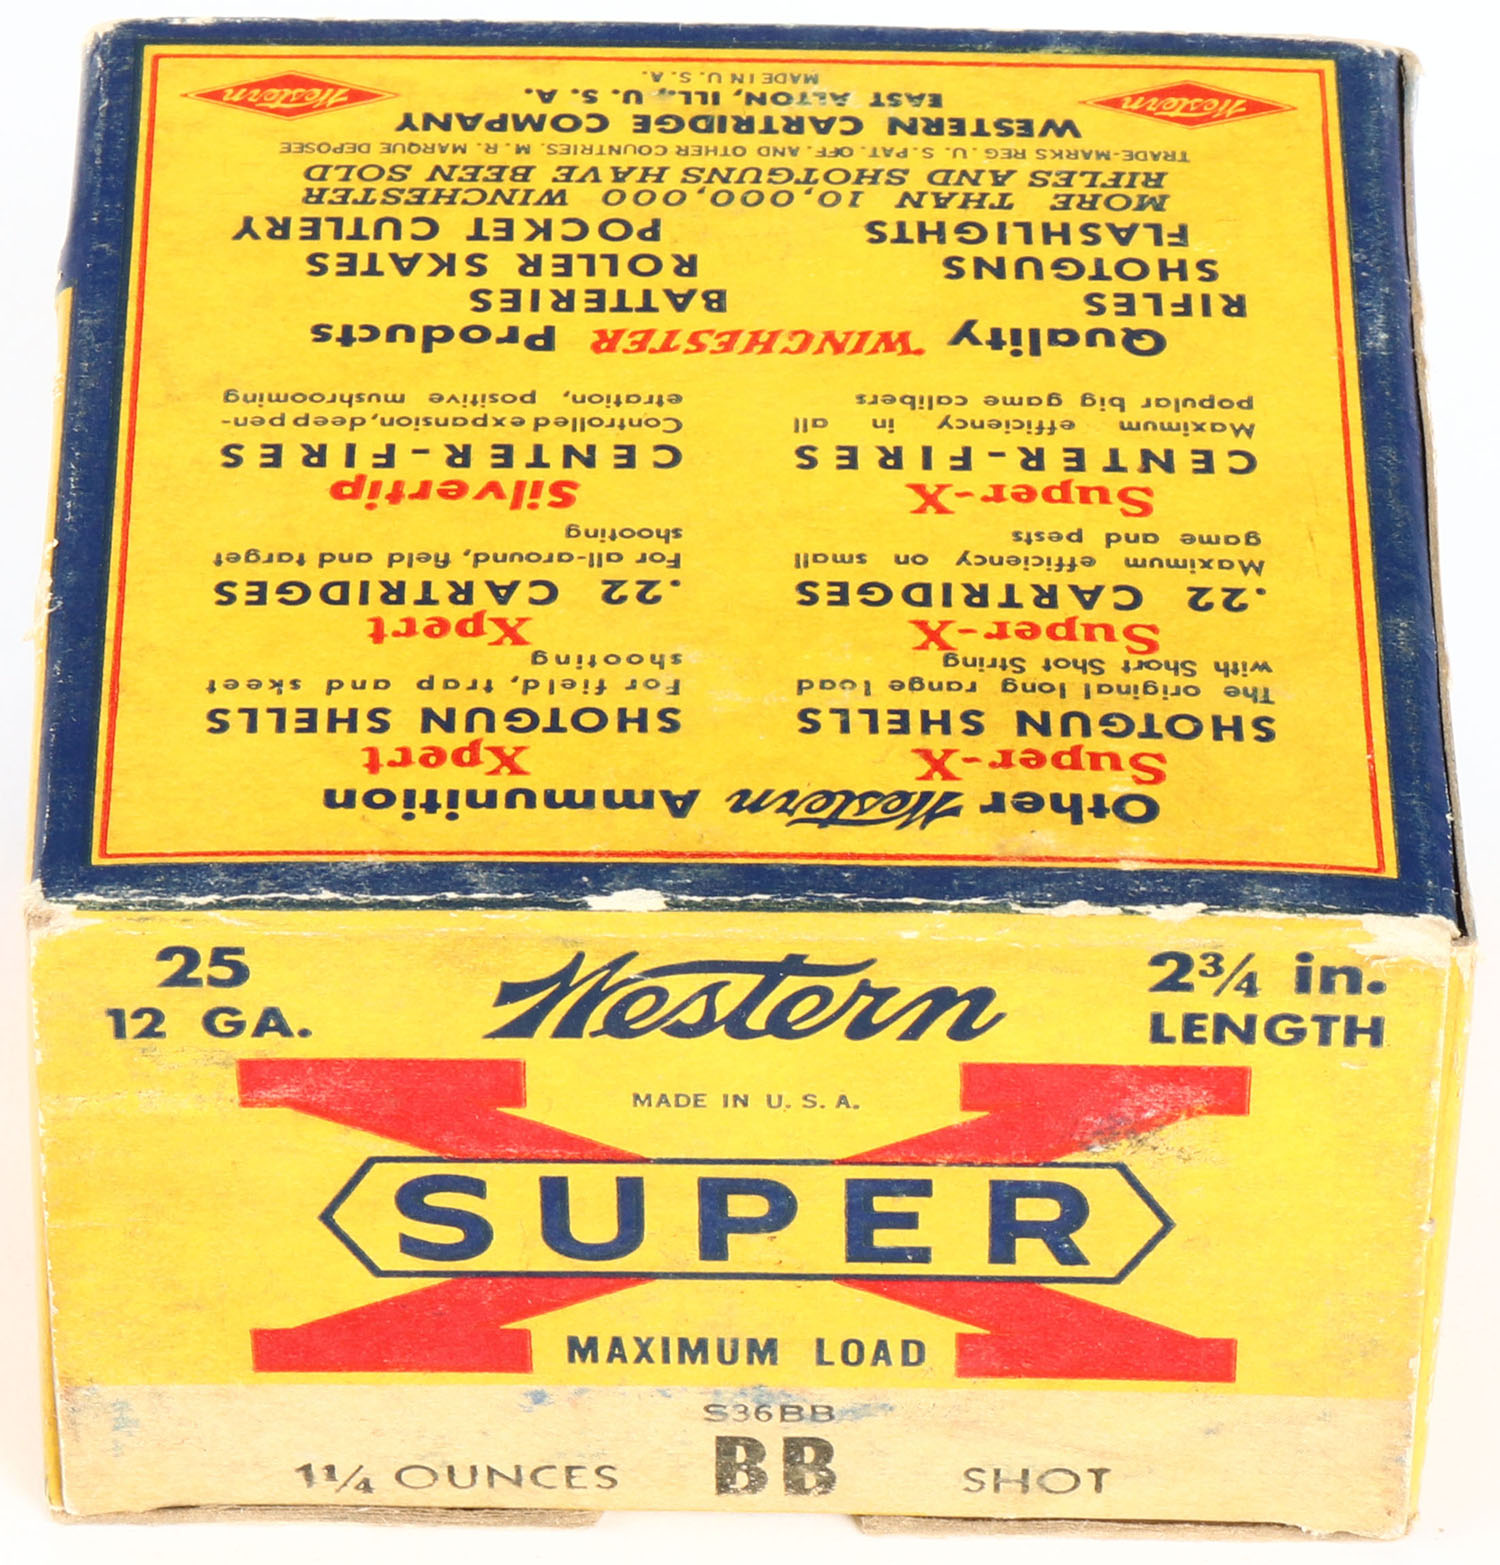 Other Western Ammunition
Super-X
SHOTGUN SHELLS
The original long range load
with Short Shot String
Super-X
.22 CARTRIDGES
Maximum efficiency on small
game and pests
Super-X
CENTER-FIRES
Maximum efficiency in all
popular big game calibers
Xpert
SHOTGUN SHELLS
For field, trap and skeet
shooting
Xpert
.22 CARTRIDGES
For all-around, field and target
shooting
Silvertip
CENTER-FIRES
Controlled expansion, deep pen-
etration, positive mushrooming
Quality WINCHESTER Products
RIFLES
SHOTGUNS
FLASHLIGHTS
BATTERIES
ROLLER SKATES
POCKET CUTLERY
MORE THAN 10,000,000 WINCHESTER
RIFLES AND SHOTGUNS HAVE BEEN SOLD
TRADE-MARKS REG. U. S. PAT. OFF. AND OTHER COUNTRIES. M. R. MARQUE DEPOSEE
WESTERN CARTRIDGE COMPANY
EAST ALTON, ILL., U. S. A.
MADE IN U. S. A.
Western
Western
25
12 GA.
Western
2¾ in.
LENGTH
MADE IN U. S. A.
X
SUPER
MAXIMUM LOAD
S36BB
1¼ OUNCES BB SHOT